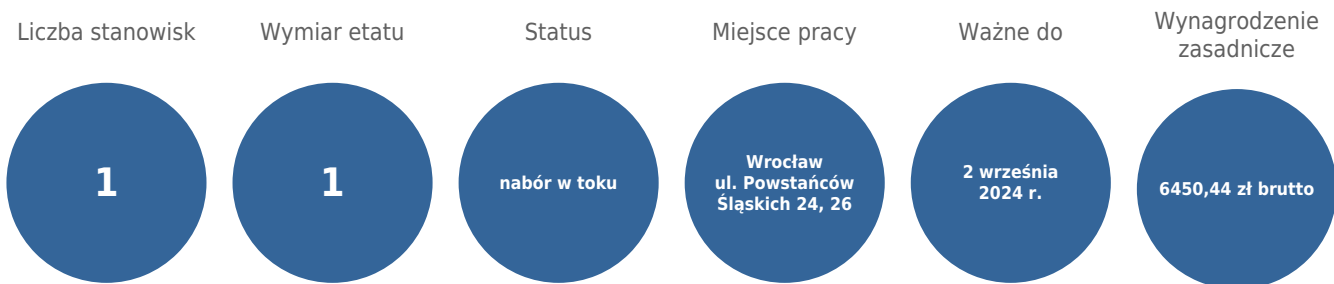 Liczba stanowisk
1
Wymiar etatu
1
Status
nabór w toku
Miejsce pracy
Wrocław
ul. Powstańców
Śląskich 24, 26
Ważne do
2 września
2024 r.
Wynagrodzenie
zasadnicze
6450,44 zł brutto